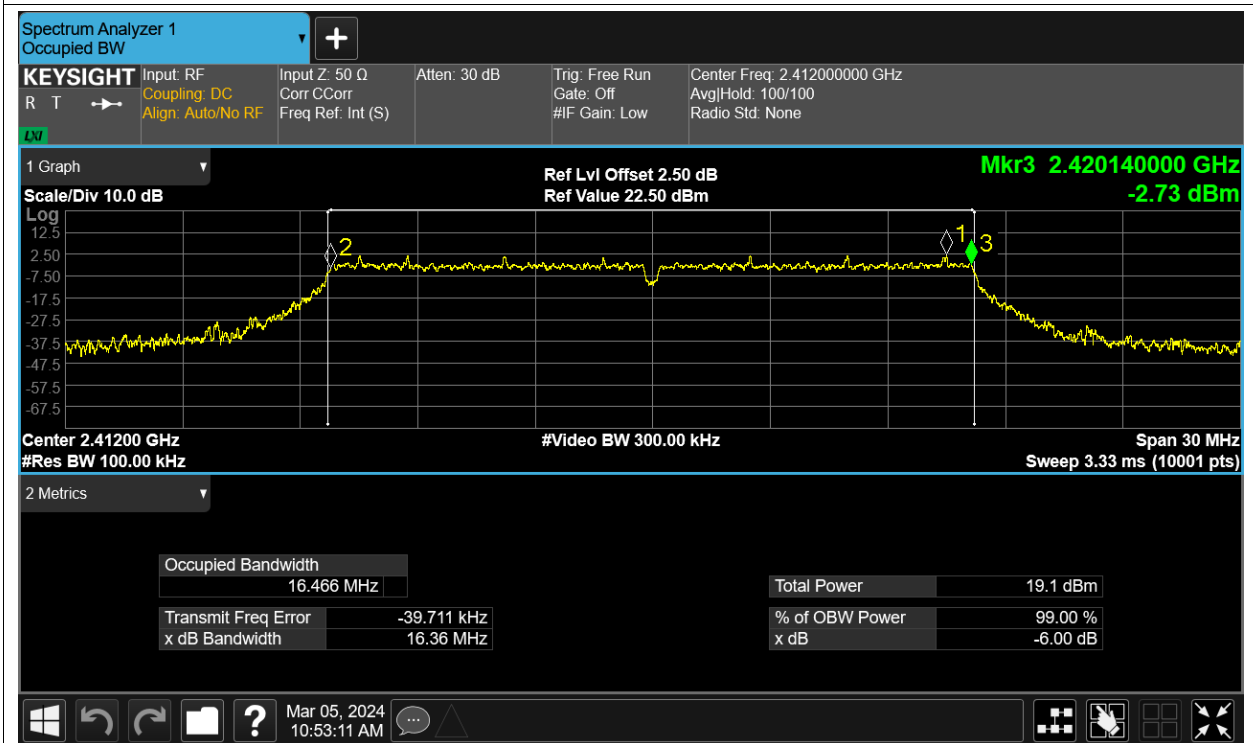 Spectrum Analyzer 1
Occupied BW
KEYSIGHT
R T
LXI
Input: RF
Coupling: DC
Align: Auto/No RF
Input Z: 50 Ω
Corr CCorr
Freq Ref: Int (S)
Atten: 30 dB
Trig: Free Run
Gate: Off
#IF Gain: Low
Center Freq: 2.412000000 GHz
Avg|Hold: 100/100
Radio Std: None
1 Graph
Scale/Div 10.0 dB
Ref Lvl Offset 2.50 dB
Ref Value 22.50 dBm
Mkr3 2.420140000 GHz
-2.73 dBm
Log
12.5
2.50
-7.50
-17.5
-27.5
-37.5
-47.5
-57.5
-67.5
2
1
3
Center 2.41200 GHz
#Res BW 100.00 kHz
#Video BW 300.00 kHz
Span 30 MHz
Sweep 3.33 ms (10001 pts)
2 Metrics
Occupied Bandwidth
16.466 MHz
Transmit Freq Error -39.711 kHz
x dB Bandwidth 16.36 MHz
Total Power 19.1 dBm
% of OBW Power 99.00 %
x dB -6.00 dB
?
Mar 05, 2024
10:53:11 AM